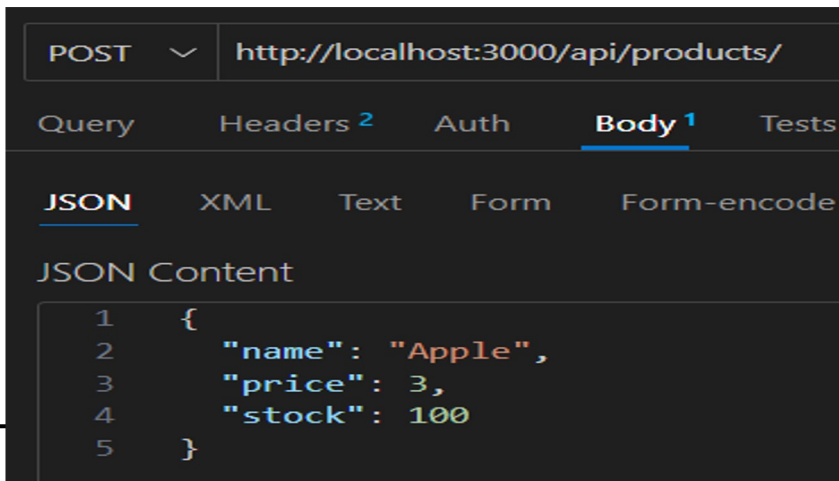 POST http://localhost:3000/api/products/
Query Headers 2 Auth Body 1 Tests
JSON XML Text Form Form-encode
JSON Content
1 {
2 "name": "Apple",
3 "price": 3,
4 "stock": 100
5 }